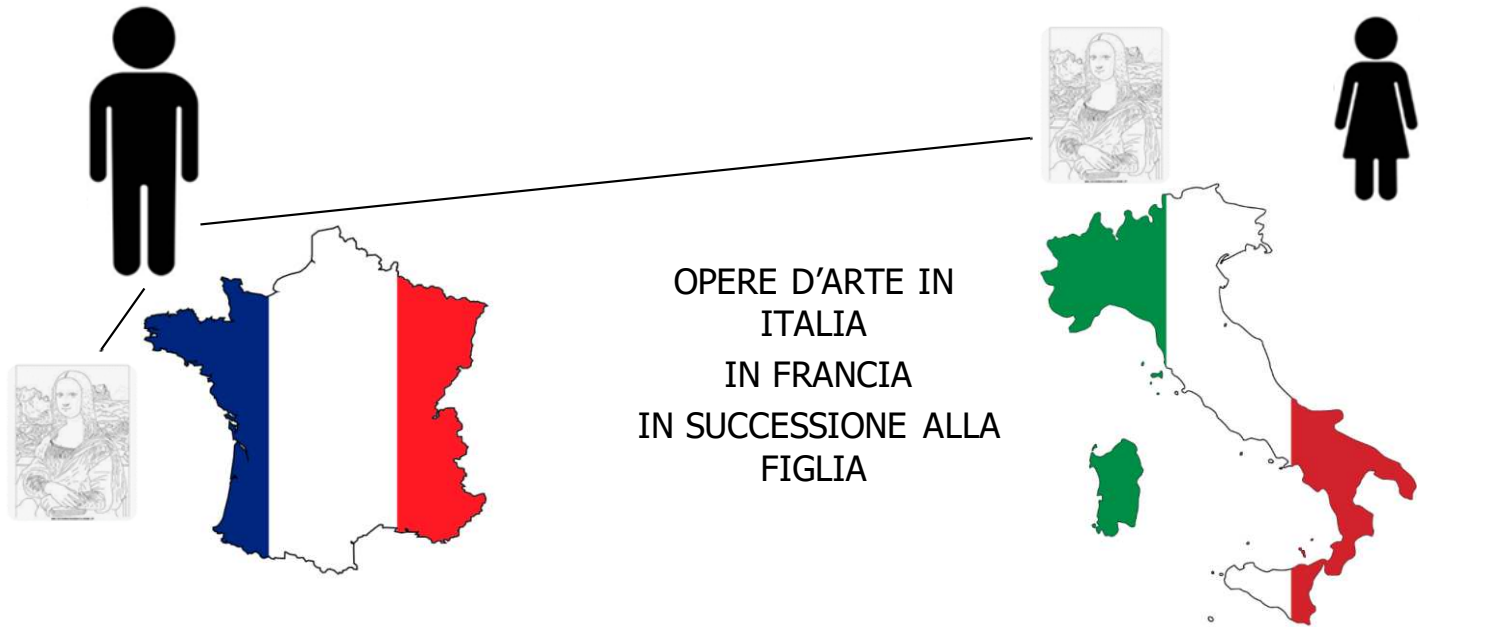 OPERE D’ARTE IN
ITALIA
IN FRANCIA
IN SUCCESSIONE ALLA
FIGLIA